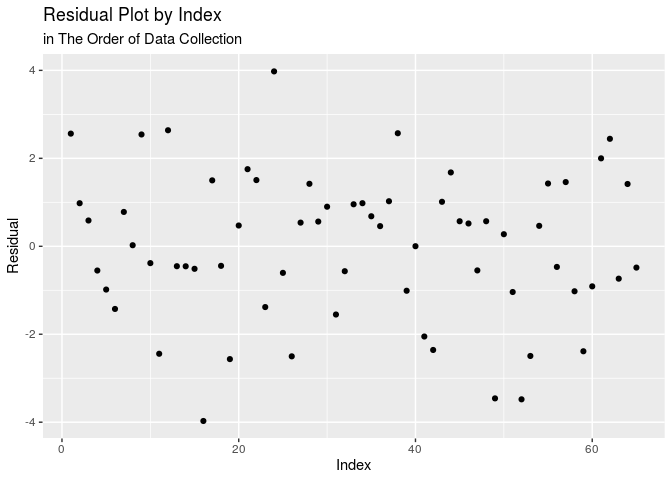 Residual Plot by Index
in The Order of Data Collection
4
2
0
-2
-4
Residual
0 20 40 60
Index